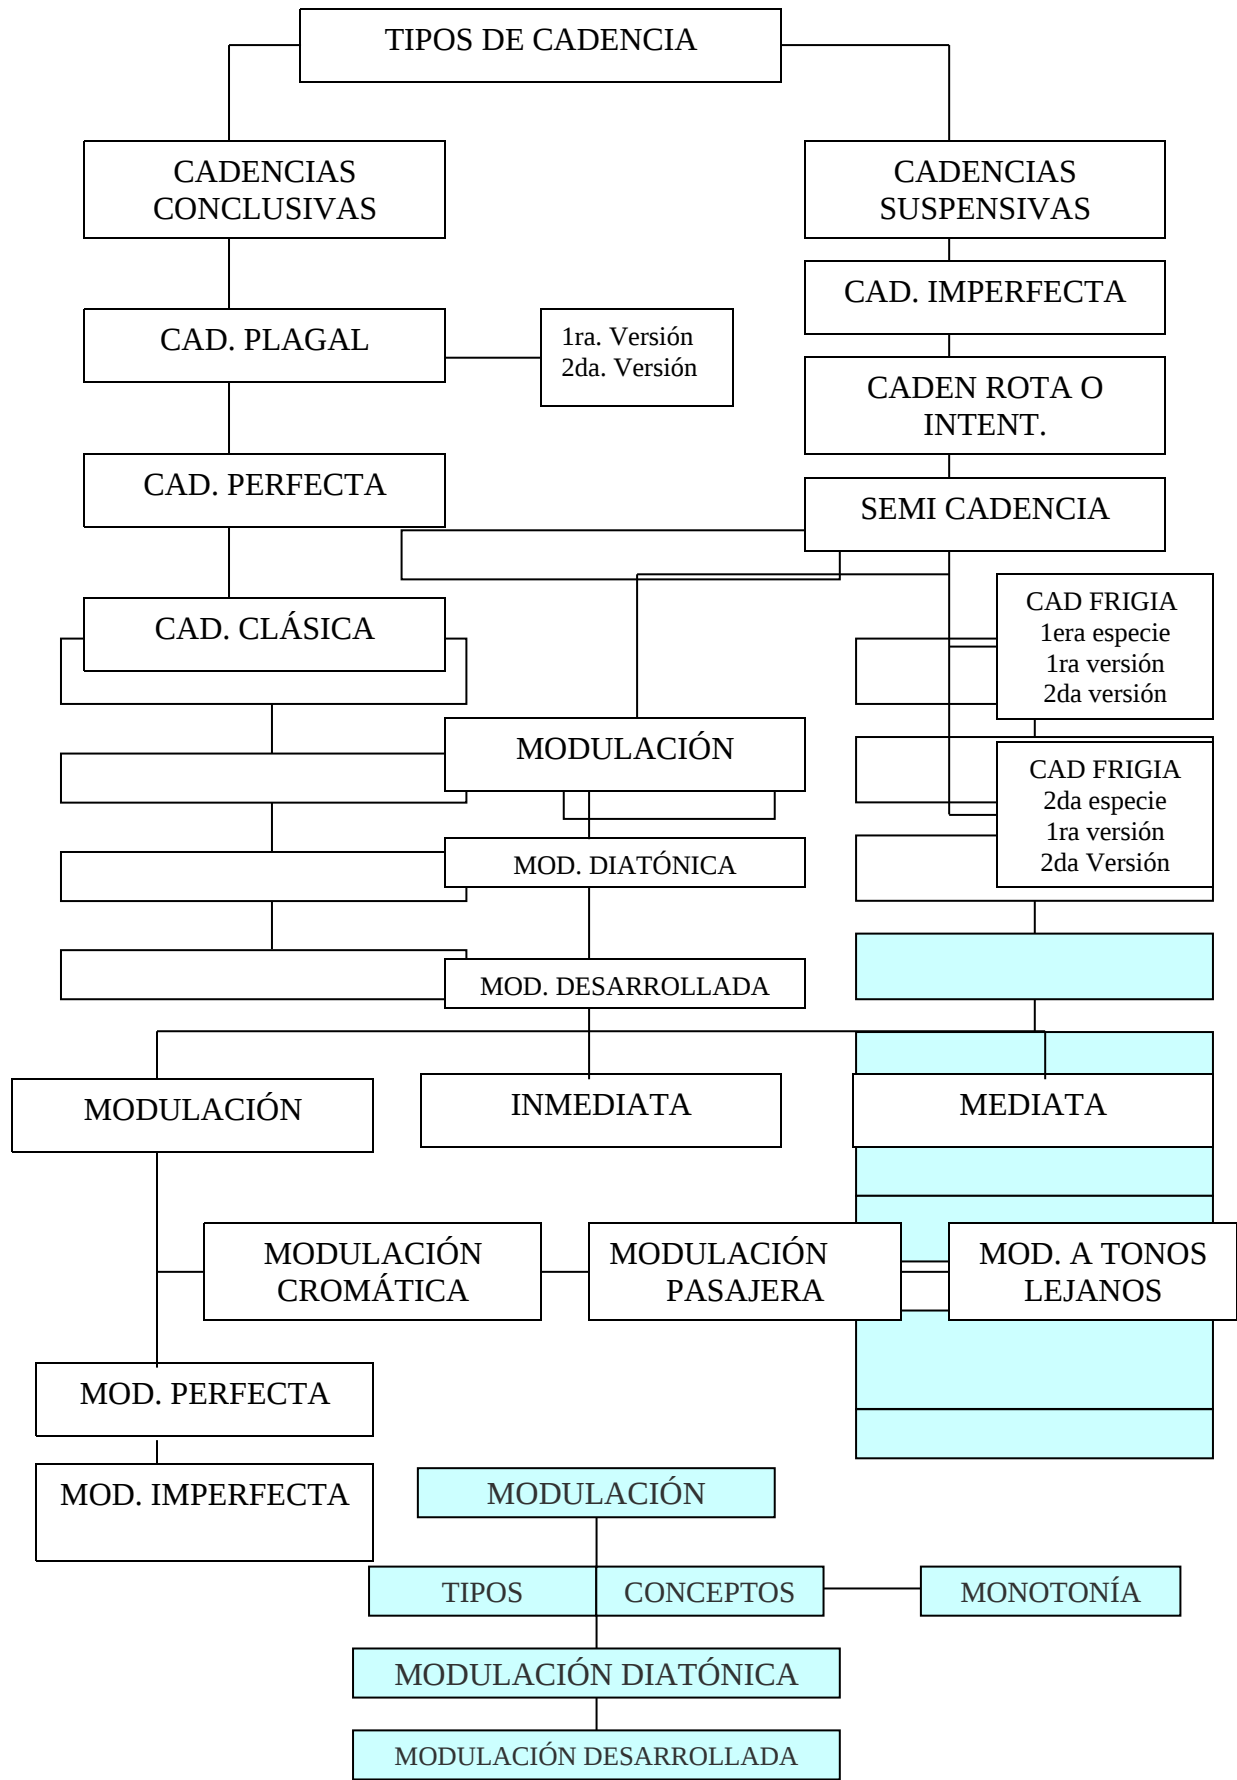 TIPOS DE CADENCIA
CADENCIAS
CONCLUSIVAS
CADENCIAS
SUSPENSIVAS
CAD. IMPERFECTA
CAD. PLAGAL
1ra. Versión
2da. Versión
CADEN ROTA O
INTENT.
CAD. PERFECTA
SEMI CADENCIA
CAD. CLÁSICA
CAD FRIGIA
1era especie
1ra versión
2da versión
MODULACIÓN
CAD FRIGIA
2da especie
1ra versión
2da Versión
MOD. DIATÓNICA
MOD. DESARROLLADA
MODULACIÓN
INMEDIATA
MEDIATA
MODULACIÓN
CROMÁTICA
MODULACIÓN
PASAJERA
MOD. A TONOS
LEJANOS
MOD. PERFECTA
MOD. IMPERFECTA
MODULACIÓN
TIPOS
CONCEPTOS
MONOTONÍA
MODULACIÓN DIATÓNICA
MODULACIÓN DESARROLLADA